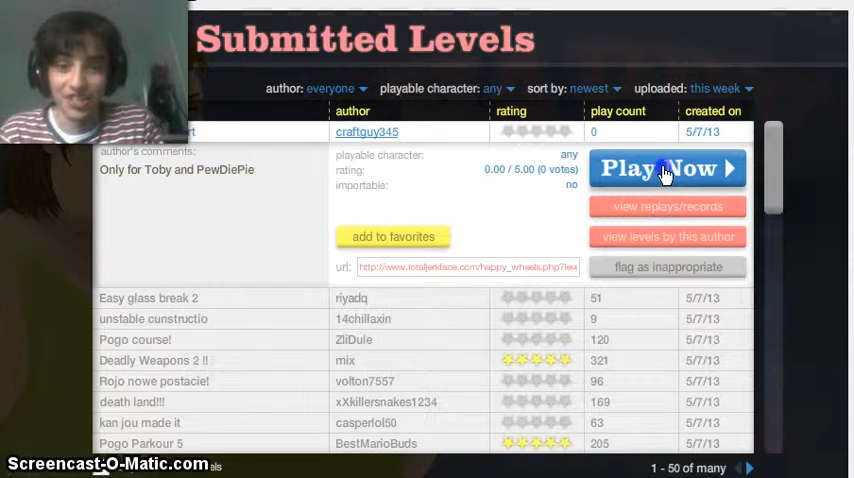 Submitted Levels
author: everyone playable character: any sort by: newest uploaded: this week
author rating play count created on
craftguy345 0 5/7/13
author's comments:
Only for Toby and PewDiePie
playable character: any
rating: 0.00 / 5.00 (0 votes)
importable: no
Play Now
view replays/records
add to favorites
view levels by this author
url: http://www.totaljerkface.com/happy_wheels.php?leve
flag as inappropriate
Easy glass break 2 riyadq 51 5/7/13
unstable cunstructio 14chillaxin 9 5/7/13
Pogo course! ZliDule 120 5/7/13
Deadly Weapons 2 !! mix 321 5/7/13
Rojo nowe postacie! volton7557 96 5/7/13
death land!!! xXkillersnakes1234 169 5/7/13
kan jou made it casperlol50 63 5/7/13
Pogo Parkour 5 BestMarioBuds 205 5/7/13
Screencast-O-Matic.com
1 - 50 of many